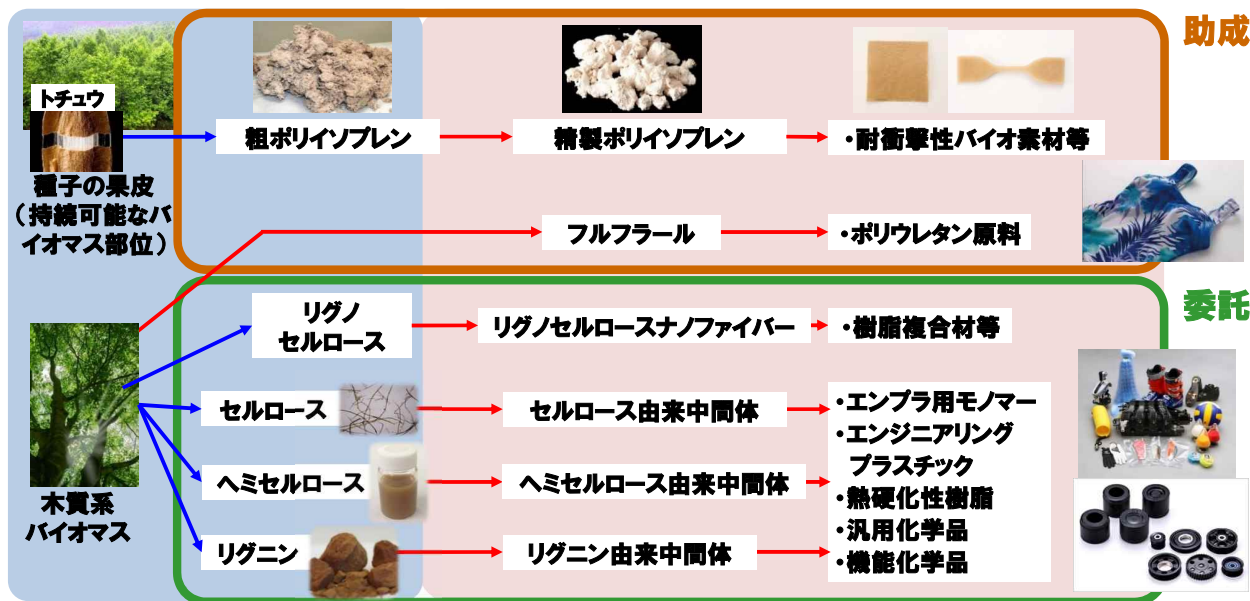 助成
トチュウ
種子の果皮
（持続可能なバ
イオマス部位）
粗ポリイソプレン
精製ポリイソプレン
・耐衝撃性バイオ素材等
フルフラール
・ポリウレタン原料
委託
木質系
バイオマス
リグノ
セルロース
リグノセルロースナノファイバー
・樹脂複合材等
セルロース
セルロース由来中間体
ヘミセルロース
ヘミセルロース由来中間体
リグニン
リグニン由来中間体
・エンプラ用モノマー
・エンジニアリング
プラスチック
・熱硬化性樹脂
・汎用化学品
・機能化学品